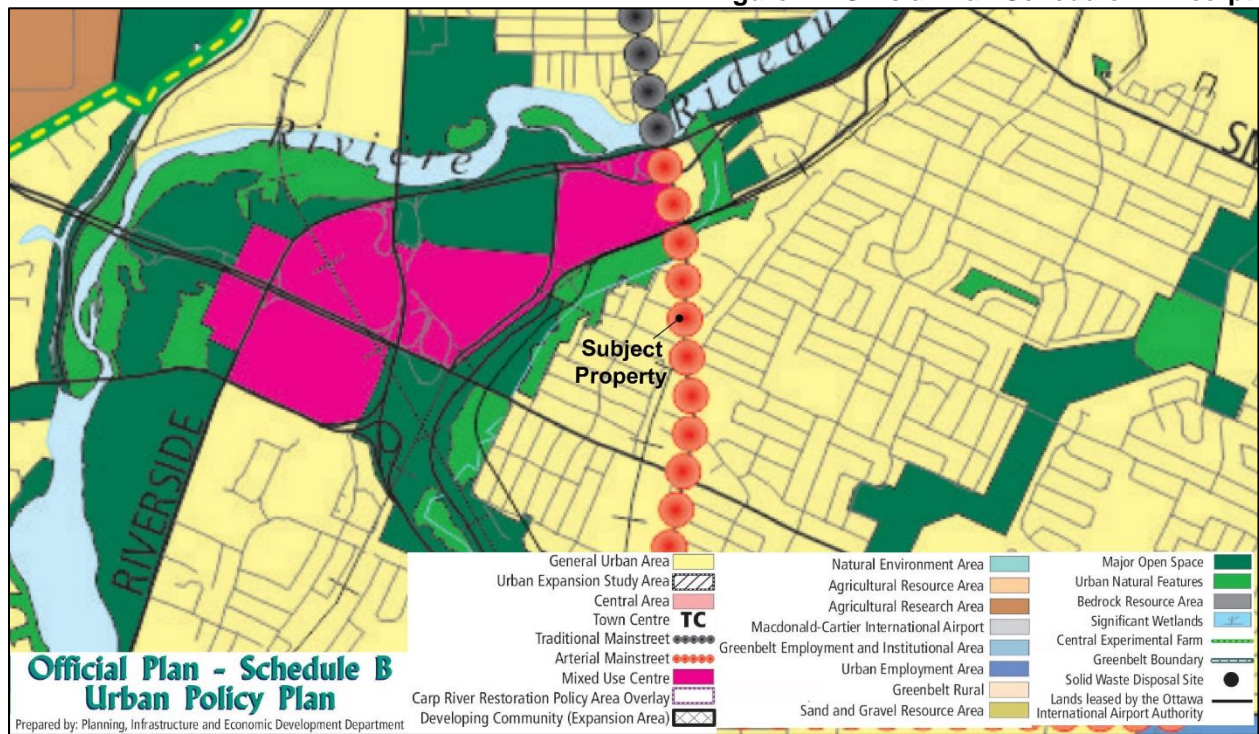 Rideau
Rivière
Subject
Property
RIVERSIDE
General Urban Area
Urban Expansion Study Area
Central Area
Town Centre TC
Traditional Mainstreet
Arterial Mainstreet
Mixed Use Centre
Carp River Restoration Policy Area Overlay
Developing Community (Expansion Area)
Natural Environment Area
Agricultural Resource Area
Agricultural Research Area
Macdonald-Cartier International Airport
Greenbelt Employment and Institutional Area
Urban Employment Area
Greenbelt Rural
Sand and Gravel Resource Area
Major Open Space
Urban Natural Features
Bedrock Resource Area
Significant Wetlands
Central Experimental Farm
Greenbelt Boundary
Solid Waste Disposal Site
Lands leased by the Ottawa
International Airport Authority
Official Plan - Schedule B
Urban Policy Plan
Prepared by: Planning, Infrastructure and Economic Development Department